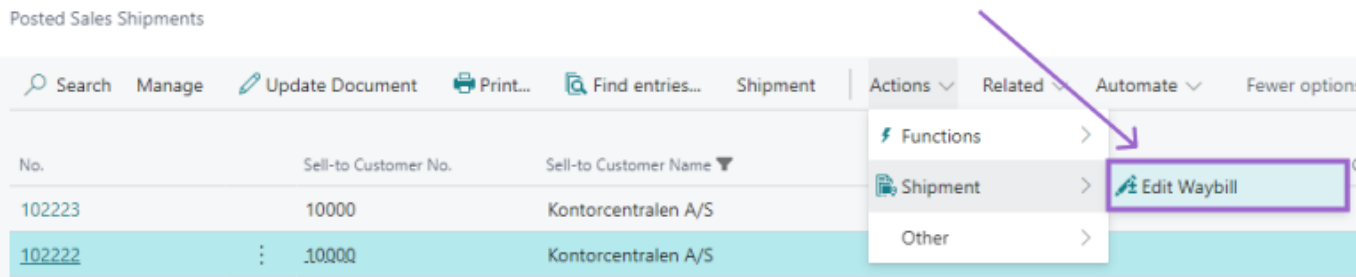 Posted Sales Shipments
Search Manage Update Document Print... Find entries... Shipment Actions Related Automate Fewer options
Functions
No. Sell-to Customer No. Sell-to Customer Name
Shipment Edit Waybill
102223 10000 Kontorcentralen A/S
Other
102222 10000 Kontorcentralen A/S